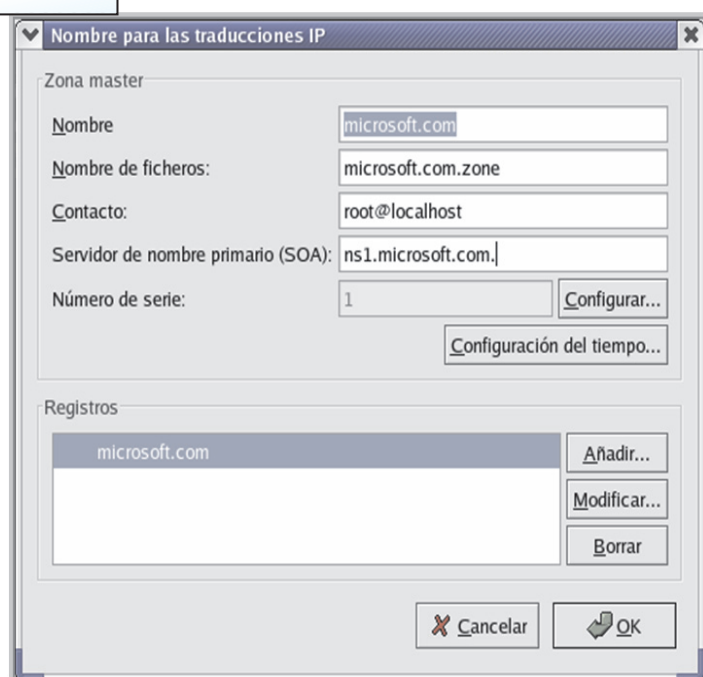 Nombre para las traducciones IP
Zona master
Nombre microsoft.com
Nombre de ficheros: microsoft.com.zone
Contacto: root@localhost
Servidor de nombre primario (SOA): ns1.microsoft.com.
Número de serie: 1 Configurar...
Configuración del tiempo...
Registros
microsoft.com Añadir...
Modificar...
Borrar
Cancelar OK